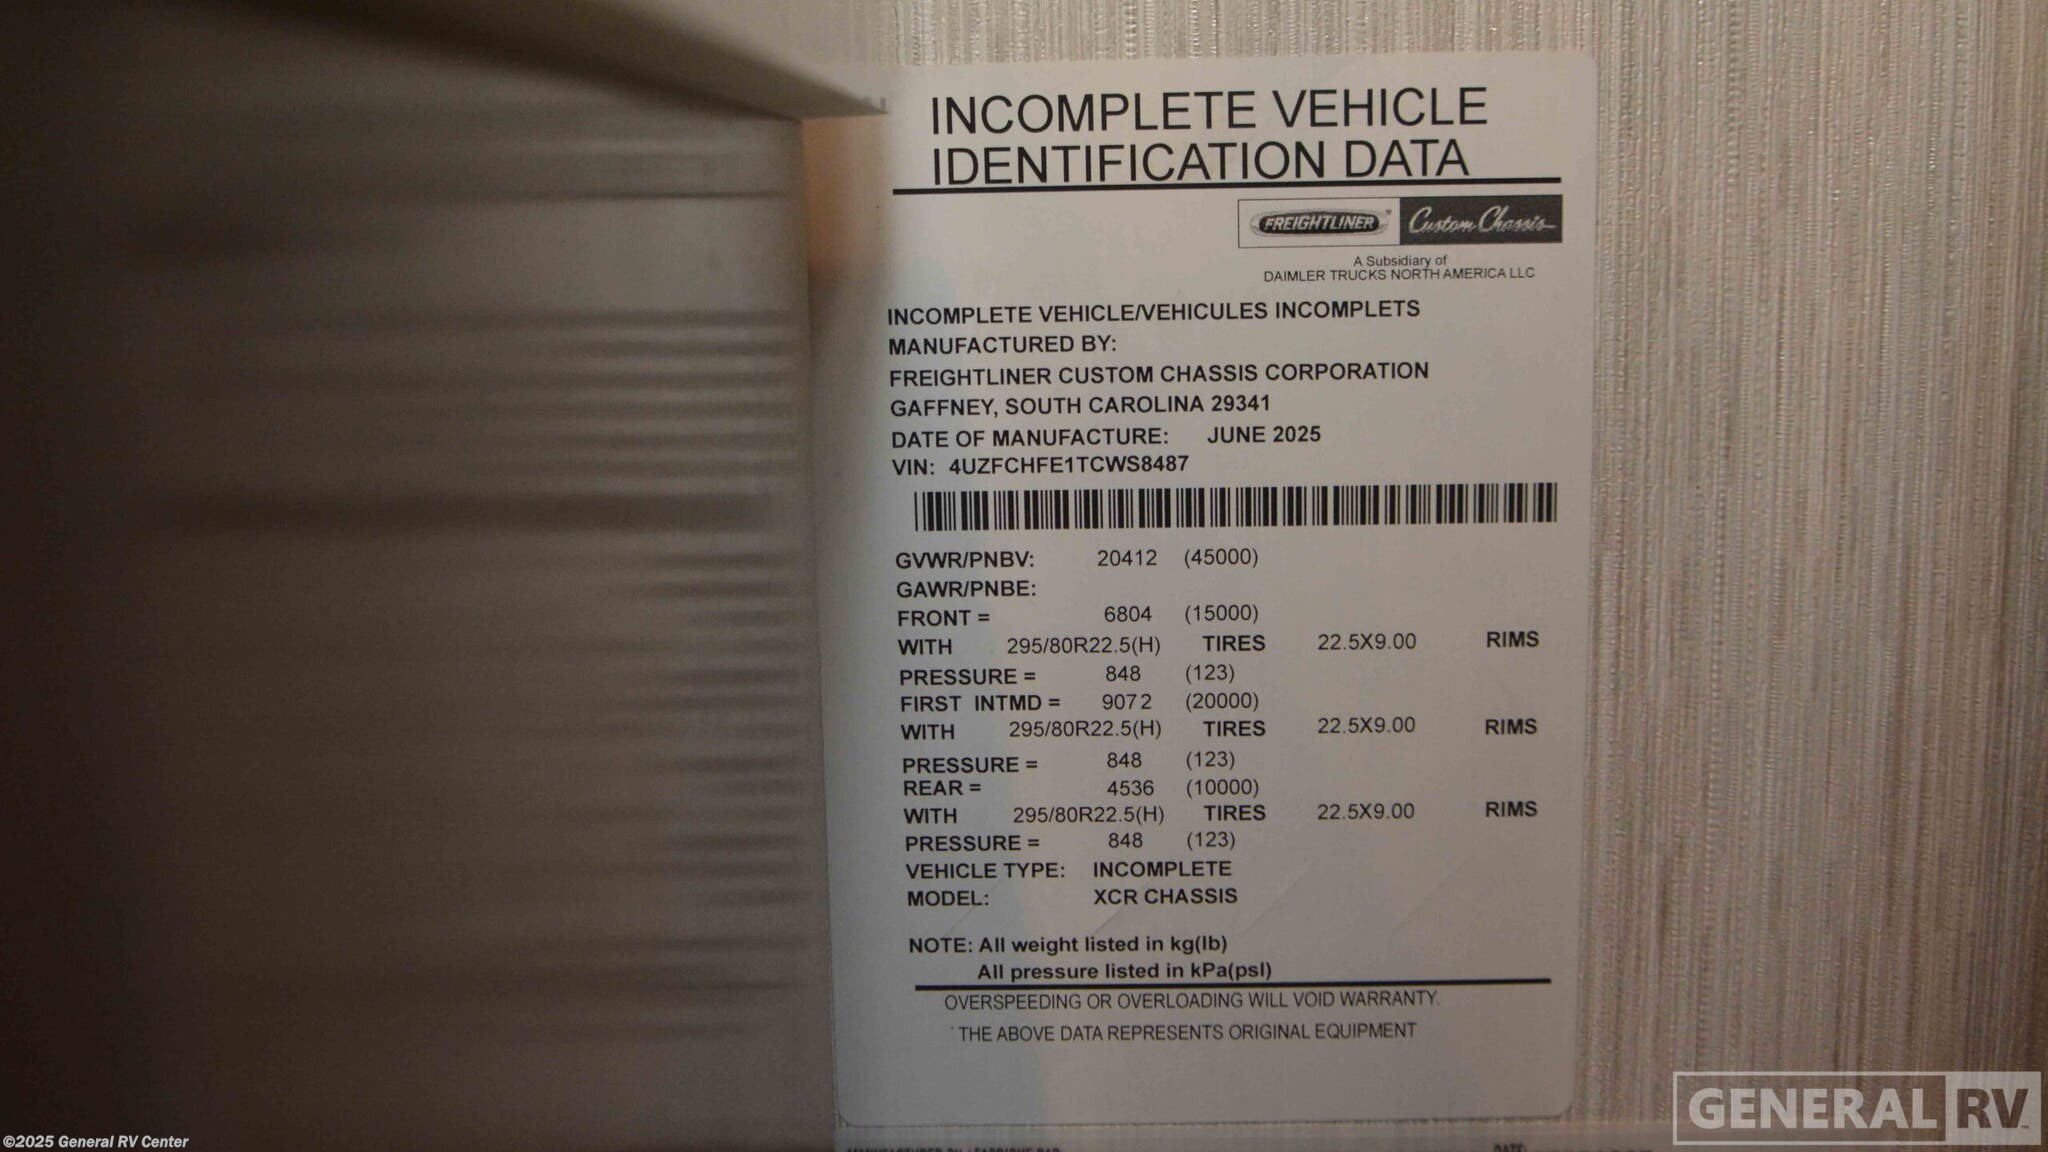 INCOMPLETE VEHICLE
IDENTIFICATION DATA
FREIGHTLINER Custom Chassis
A Subsidiary of
DAIMLER TRUCKS NORTH AMERICA LLC
INCOMPLETE VEHICLE/VEHICULES INCOMPLETS
MANUFACTURED BY:
FREIGHTLINER CUSTOM CHASSIS CORPORATION
GAFFNEY, SOUTH CAROLINA 29341
DATE OF MANUFACTURE: JUNE 2025
VIN: 4UZFCHFE1TCWS8487
GVWR/PNBV: 20412 (45000)
GAWR/PNBE:
FRONT = 6804 (15000)
WITH 295/80R22.5(H) TIRES 22.5X9.00 RIMS
PRESSURE = 848 (123)
FIRST INTMD = 9072 (20000)
WITH 295/80R22.5(H) TIRES 22.5X9.00 RIMS
PRESSURE = 848 (123)
REAR = 4536 (10000)
WITH 295/80R22.5(H) TIRES 22.5X9.00 RIMS
PRESSURE = 848 (123)
VEHICLE TYPE: INCOMPLETE
MODEL: XCR CHASSIS
NOTE: All weight listed in kg(lb)
All pressure listed in kPa(psI)
OVERSPEEDING OR OVERLOADING WILL VOID WARRANTY.
THE ABOVE DATA REPRESENTS ORIGINAL EQUIPMENT
GENERAL RV
©2025 General RV Center